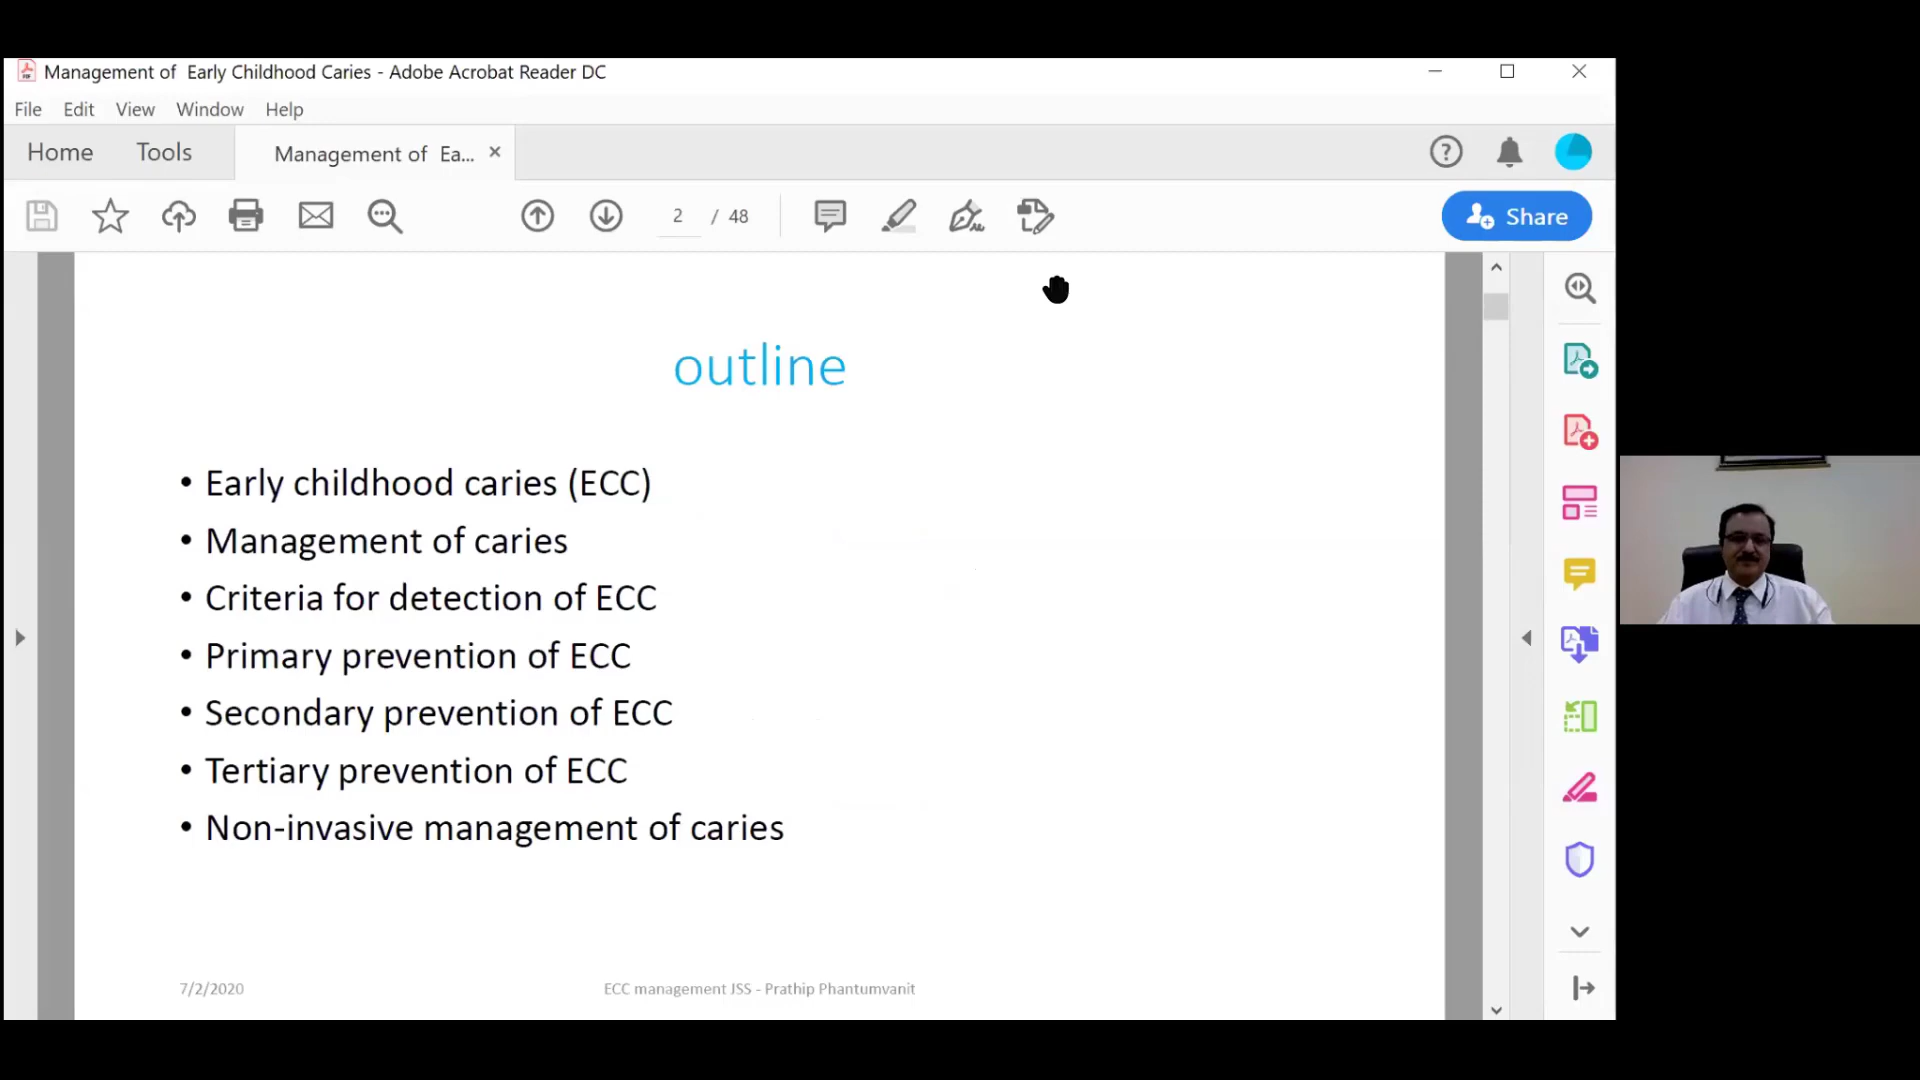 Management of  Early Childhood Caries - Adobe Acrobat Reader DC
File Edit View Window Help
Home Tools Management of  Ea...
2 / 48
Share
outline
• Early childhood caries (ECC)
• Management of caries
• Criteria for detection of ECC
• Primary prevention of ECC
• Secondary prevention of ECC
• Tertiary prevention of ECC
• Non-invasive management of caries
7/2/2020 ECC management JSS - Prathip Phantumvanit